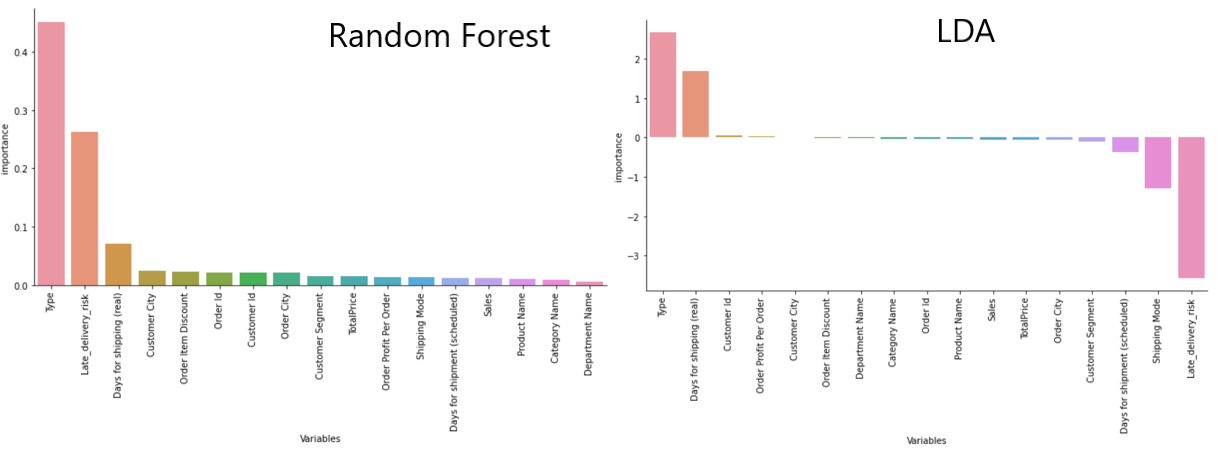 Random Forest
importance
0.4
0.3
0.2
0.1
0.0
Type
Late_delivery_risk
Days for shipping (real)
Customer City
Order Item Discount
Order Id
Customer Id
Order City
Customer Segment
TotalPrice
Order Profit Per Order
Shipping Mode
Days for shipment (scheduled)
Sales
Product Name
Category Name
Department Name
Variables
LDA
importance
2
1
0
−1
−2
−3
Type
Days for shipping (real)
Customer Id
Order Profit Per Order
Customer City
Order Item Discount
Department Name
Category Name
Order Id
Product Name
Sales
TotalPrice
Order City
Customer Segment
Days for shipment (scheduled)
Shipping Mode
Late_delivery_risk
Variables